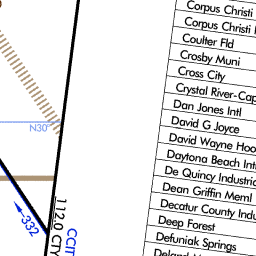 Corpus Christi
Corpus Christi
Coulter Fld
Crosby Muni
Cross City
Crystal River-Cap
Dan Jones Intl
David G Joyce
David Wayne Hoo
Daytona Beach Int
De Quincy Industri
Dean Griffin Meml
Decatur County Indu
Deep Forest
Defuniak Springs
N30
332
112.0 CTY